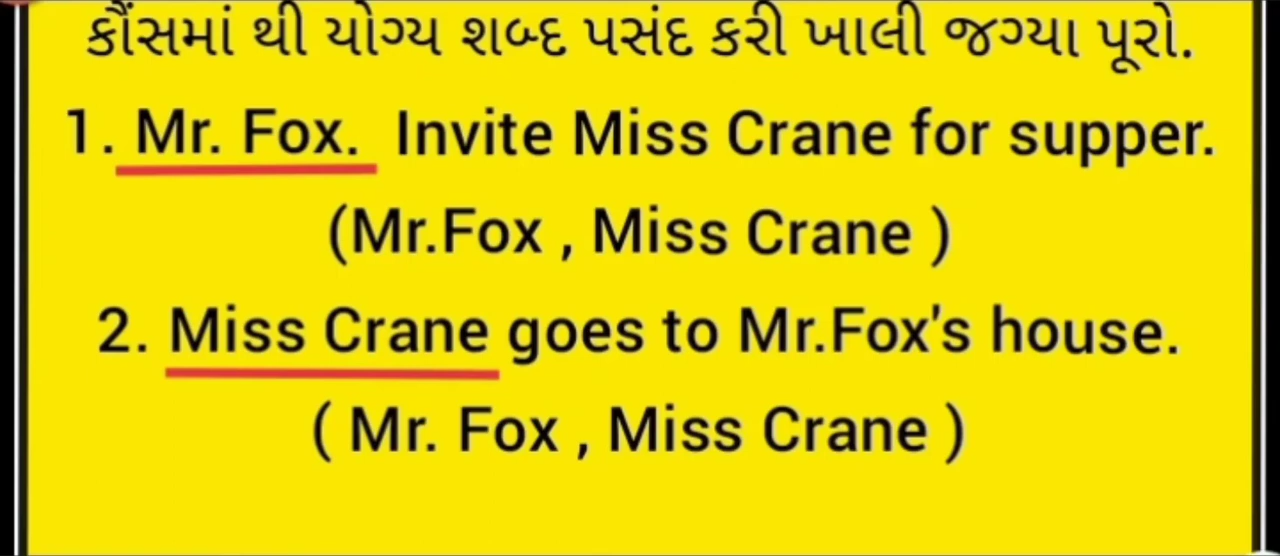 કૌંસમાં થી યોગ્ય શબ્દ પસંદ કરી ખાલી જગ્યા પૂરો.
1. Mr. Fox. Invite Miss Crane for supper.
(Mr.Fox , Miss Crane )
2. Miss Crane goes to Mr.Fox's house.
( Mr. Fox , Miss Crane )